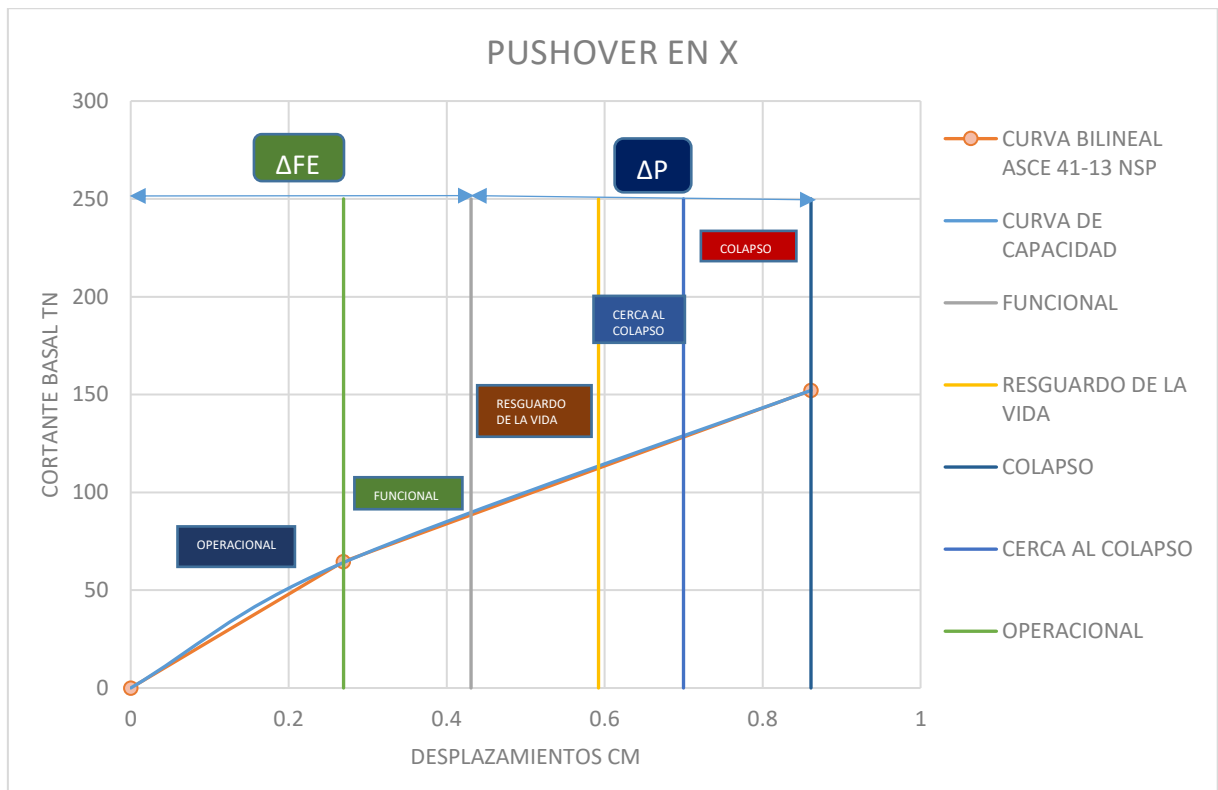 PUSHOVER EN X
300
250
200
150
100
50
0
CORTANTE BASAL TN
ΔFE
ΔP
COLAPSO
CERCA AL
COLAPSO
RESGUARDO
DE LA VIDA
FUNCIONAL
OPERACIONAL
0
0.2
0.4
0.6
0.8
1
DESPLAZAMIENTOS CM
CURVA BILINEAL
ASCE 41-13 NSP
CURVA DE
CAPACIDAD
FUNCIONAL
RESGUARDO DE LA
VIDA
COLAPSO
CERCA AL COLAPSO
OPERACIONAL